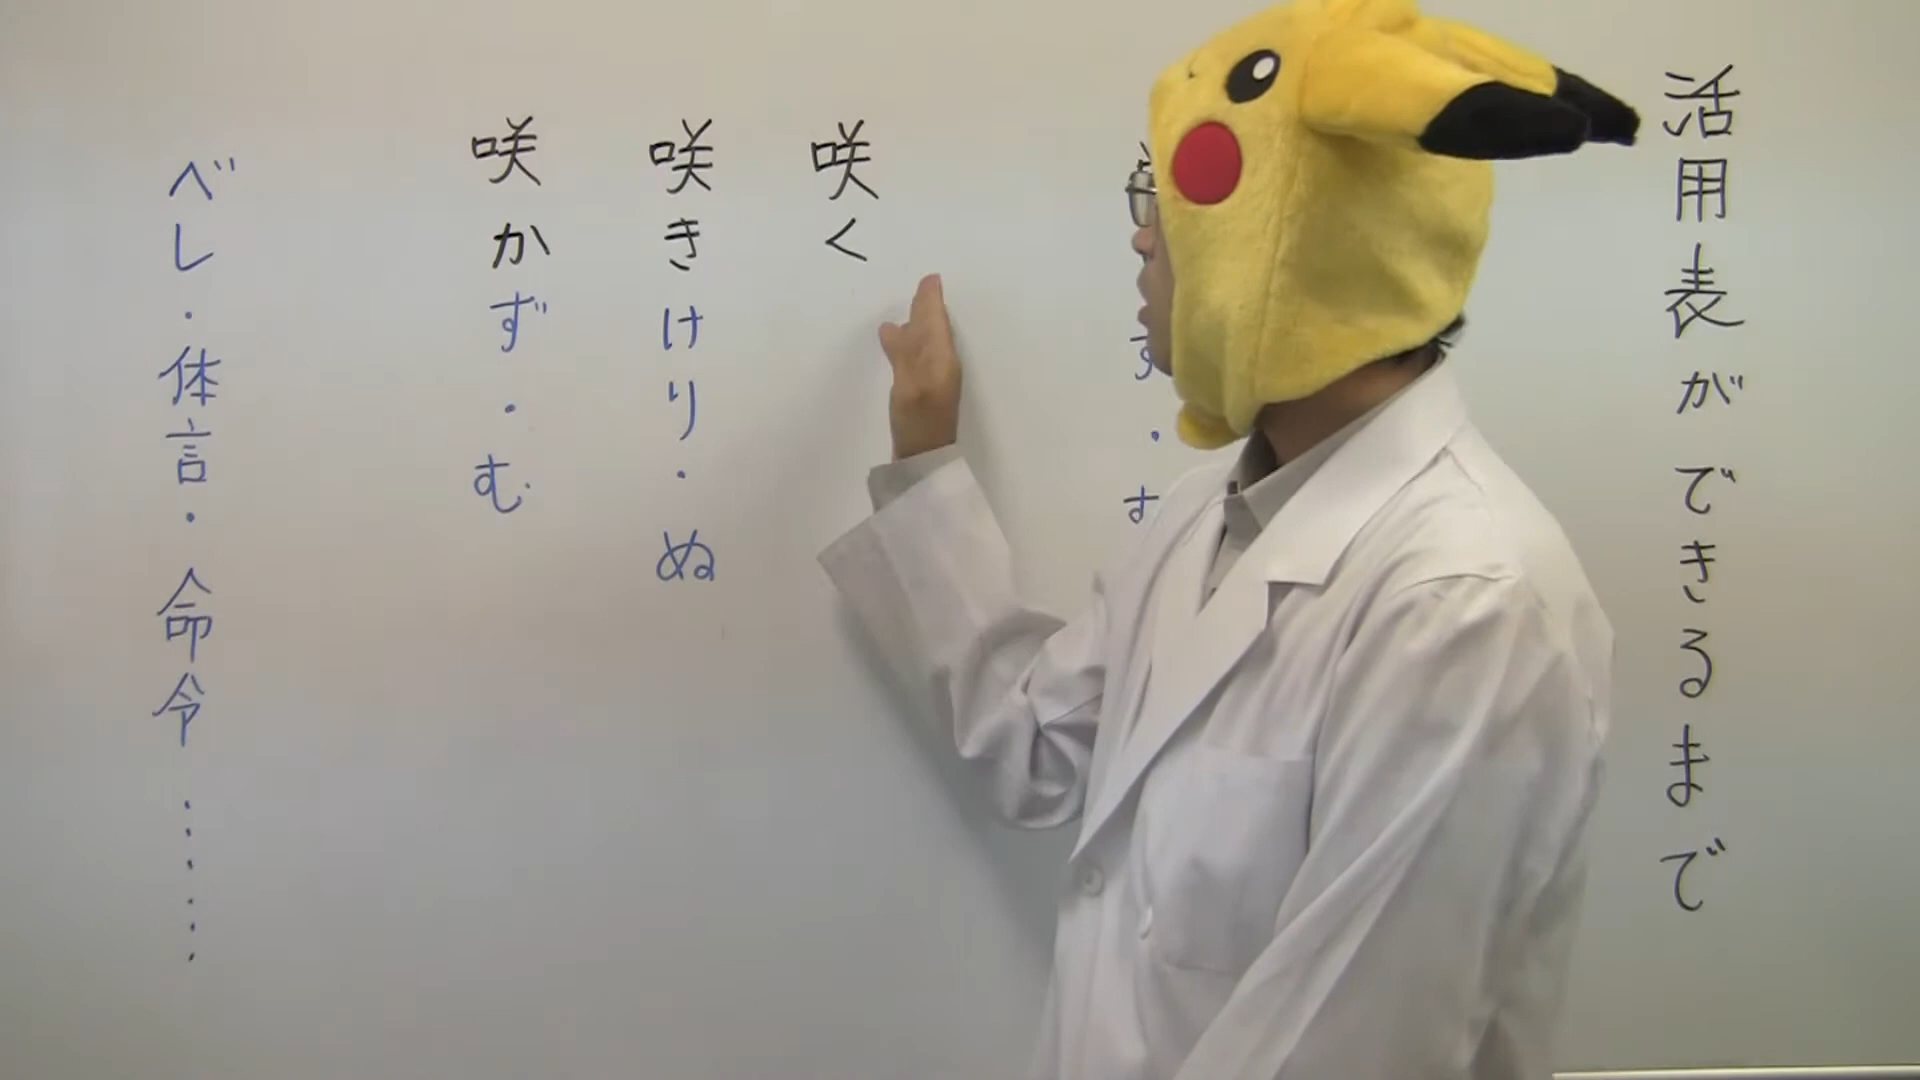 活用表ができるまで
咲く
咲きけり・ぬ
咲かず・む
べし・体言・命令……